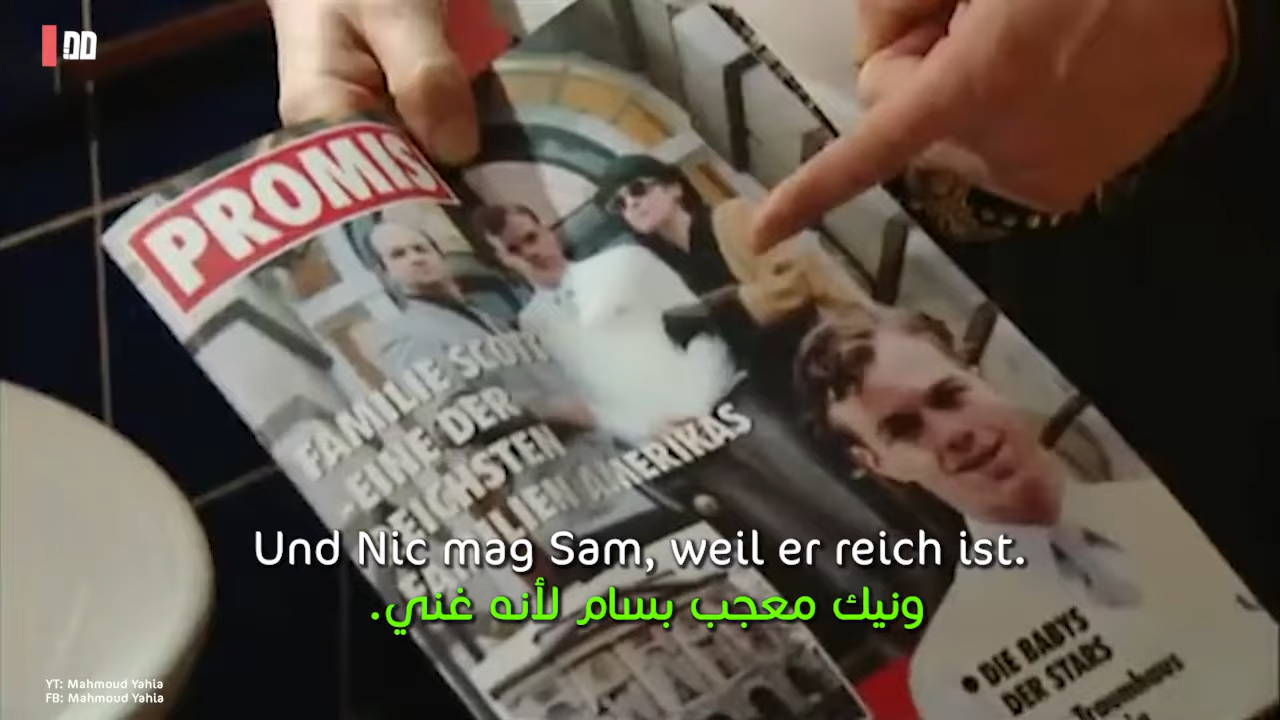 PROMIS
FAMILIE SCOTT
- EINE DER
REICHSTEN
FAMILIEN AMERIKAS
• DIE BABYS
DER STARS
Traumhaus
Und Nic mag Sam, weil er reich ist.
ونيك معجب بسام لأنه غني.
YT: Mahmoud Yahia
FB: Mahmoud Yahia